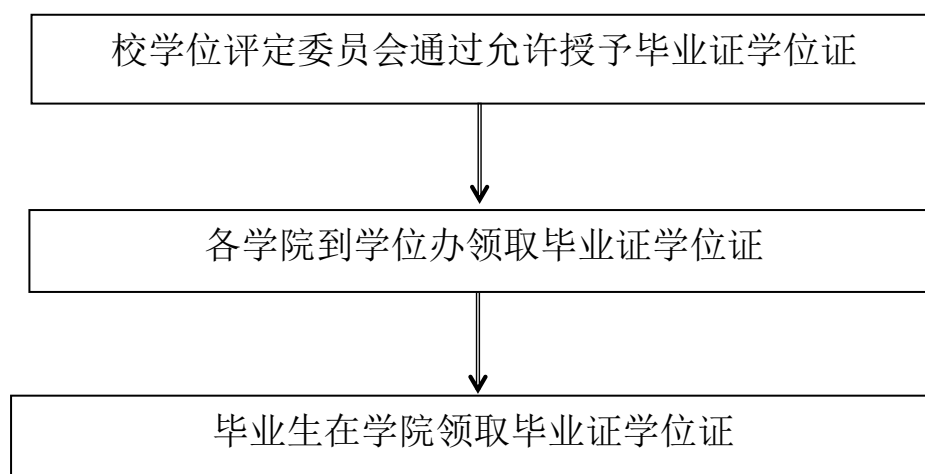 校学位评定委员会通过允许授予毕业证学位证
各学院到学位办领取毕业证学位证
毕业生在学院领取毕业证学位证